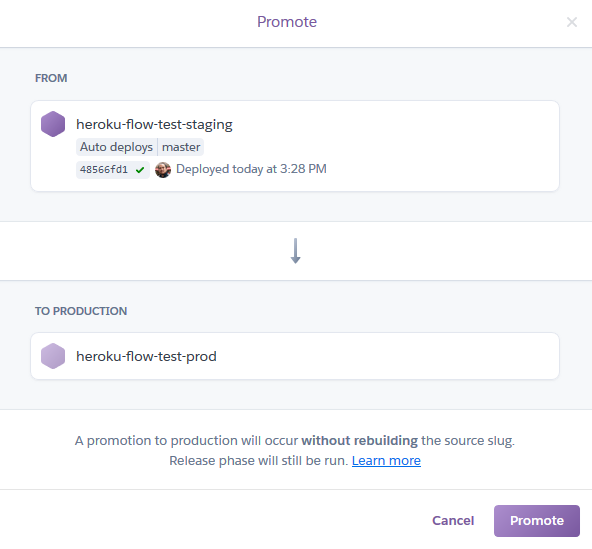 Promote
FROM
heroku-flow-test-staging
Auto deploys master
48566fd1 Deployed today at 3:28 PM
TO PRODUCTION
heroku-flow-test-prod
A promotion to production will occur without rebuilding the source slug.
Release phase will still be run. Learn more
Cancel Promote